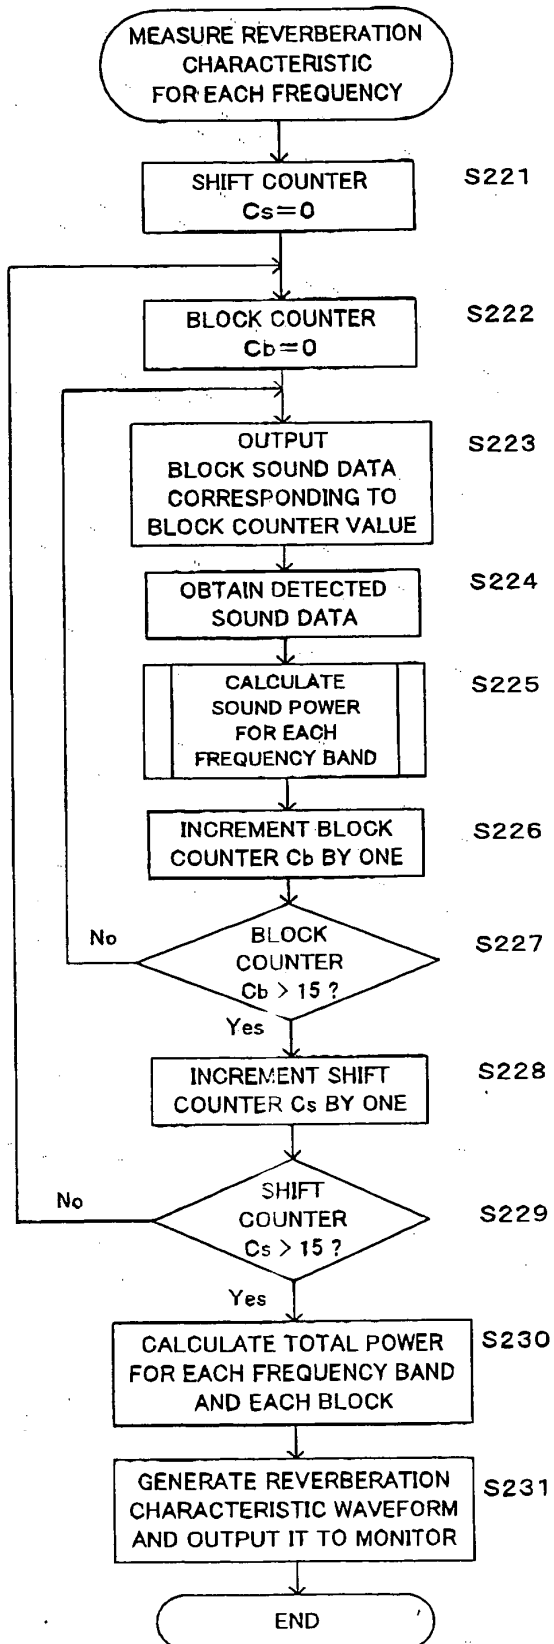 MEASURE REVERBERATION
CHARACTERISTIC
FOR EACH FREQUENCY
SHIFT COUNTER
Cs=0
S221
BLOCK COUNTER
Cb=0
S222
OUTPUT
BLOCK SOUND DATA
CORRESPONDING TO
BLOCK COUNTER VALUE
S223
OBTAIN DETECTED
SOUND DATA
S224
CALCULATE
SOUND POWER
FOR EACH
FREQUENCY BAND
S225
INCREMENT BLOCK
COUNTER Cb BY ONE
S226
BLOCK
COUNTER
Cb > 15 ?
S227
No
Yes
INCREMENT SHIFT
COUNTER Cs BY ONE
S228
SHIFT
COUNTER
Cs > 15 ?
S229
No
Yes
CALCULATE TOTAL POWER
FOR EACH FREQUENCY BAND
AND EACH BLOCK
S230
GENERATE REVERBERATION
CHARACTERISTIC WAVEFORM
AND OUTPUT IT TO MONITOR
S231
END